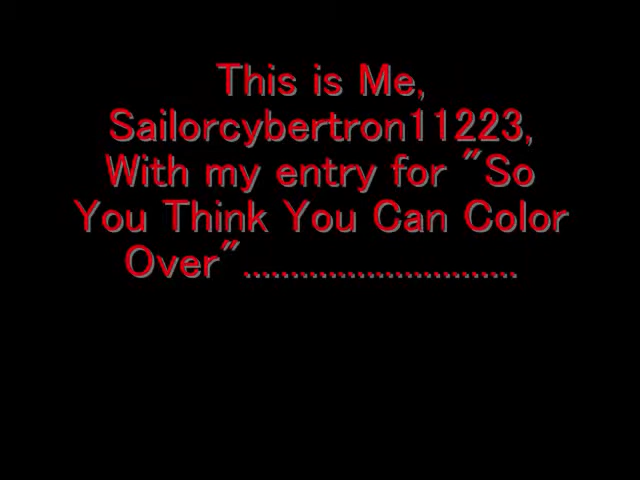 This is Me,
Sailorcybertron11223,
With my entry for "So
You Think You Can Color
Over".............................